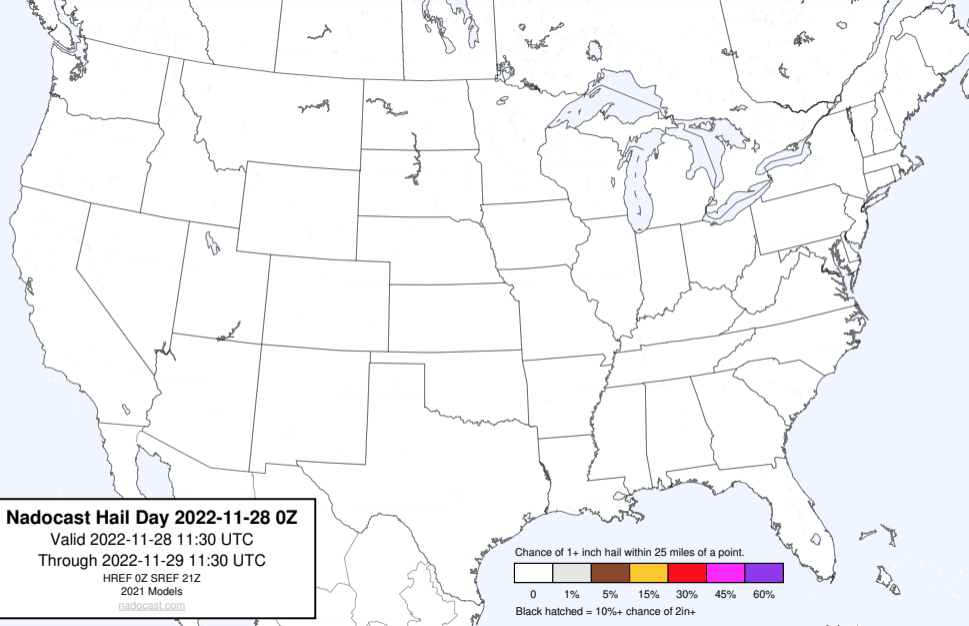 Nadocast Hail Day 2022-11-28 0Z
Valid 2022-11-28 11:30 UTC
Through 2022-11-29 11:30 UTC
HREF 0Z SREF 21Z
2021 Models
nadocast.com
Chance of 1+ inch hail within 25 miles of a point.
0 1% 5% 15% 30% 45% 60%
Black hatched = 10%+ chance of 2in+